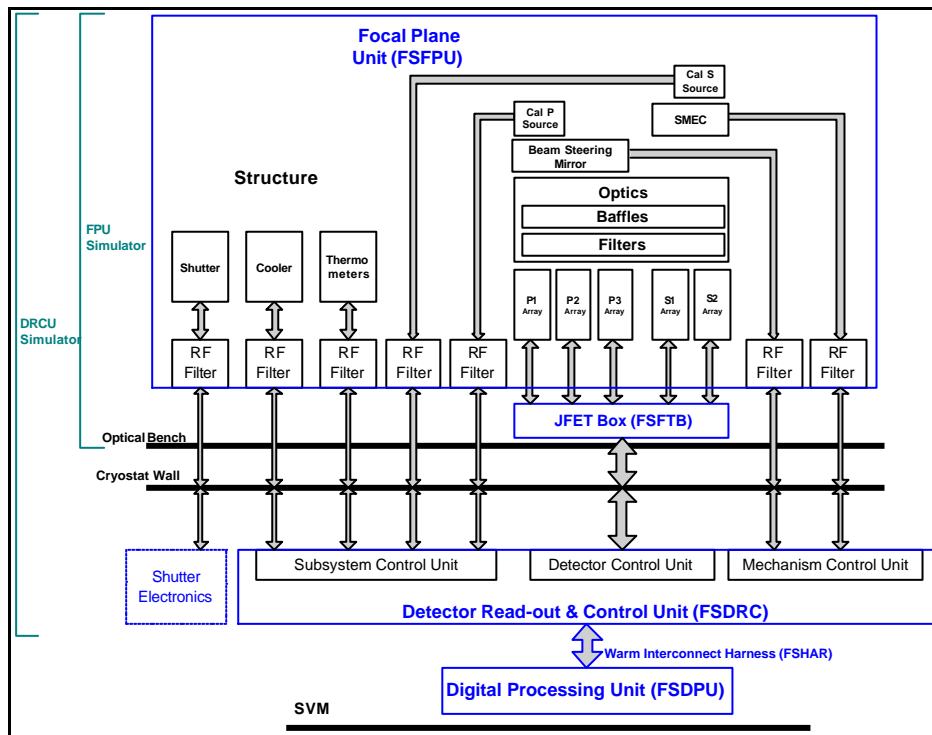 Focal Plane
Unit (FSFPU)
Cal S
Source
Cal P
Source
SMEC
Beam Steering
Mirror
Structure
Optics
Baffles
Filters
FPU
Simulator
DRCU
Simulator
Shutter
Cooler
Thermo
meters
P1
Array
P2
Array
P3
Array
S1
Array
S2
Array
RF
Filter
RF
Filter
RF
Filter
RF
Filter
RF
Filter
RF
Filter
RF
Filter
JFET Box (FSFTB)
Optical Bench
Cryostat Wall
Shutter
Electronics
Subsystem Control Unit
Detector Control Unit
Mechanism Control Unit
Detector Read-out & Control Unit (FSDRC)
Warm Interconnect Harness (FSHAR)
Digital Processing Unit (FSDPU)
SVM